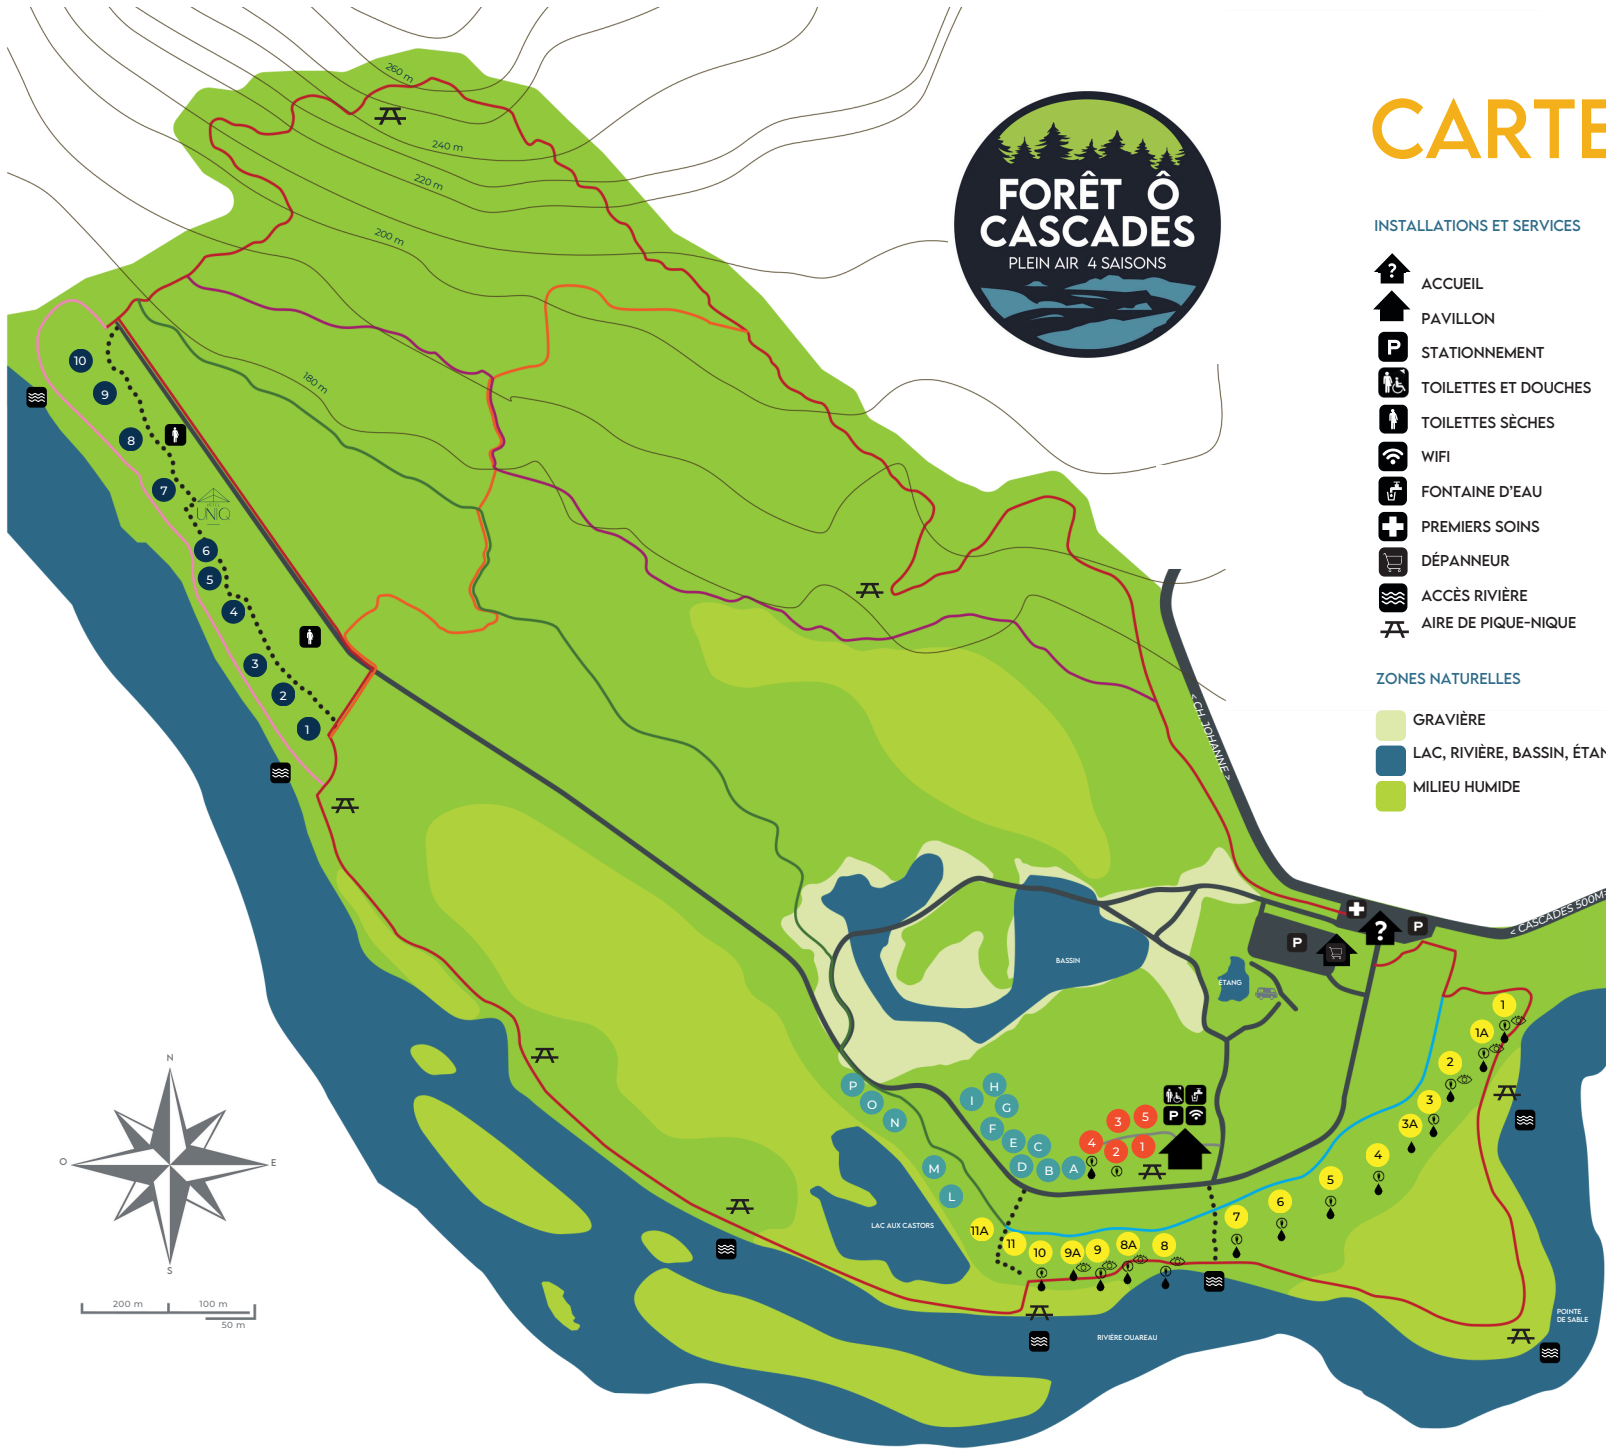 CARTE
FORÊT Ô
CASCADES
PLEIN AIR 4 SAISONS
INSTALLATIONS ET SERVICES
? ACCUEIL
PAVILLON
P STATIONNEMENT
TOILETTES ET DOUCHES
TOILETTES SÈCHES
WIFI
FONTAINE D'EAU
PREMIERS SOINS
DÉPANNEUR
ACCÈS RIVIÈRE
AIRE DE PIQUE-NIQUE
ZONES NATURELLES
GRAVIÈRE
LAC, RIVIÈRE, BASSIN, ÉTAN
MILIEU HUMIDE
260 m
240 m
220 m
200 m
180 m
10
9
8
7
UNIQ
6
5
4
3
2
1
< CH. JOHANNE >
< CASCADES 500M
P
?
P
BASSIN
ETANG
1
1A
2
3
3A
4
5
6
7
8
8A
9
9A
10
11
11A
P
O
N
M
L
I
H
G
F
E
C
D
B
A
3
5
4
2
1
P
LAC AUX CASTORS
RIVIÈRE OUAREAU
POINTE
DE SABLE
N
O
E
S
200 m
100 m
50 m